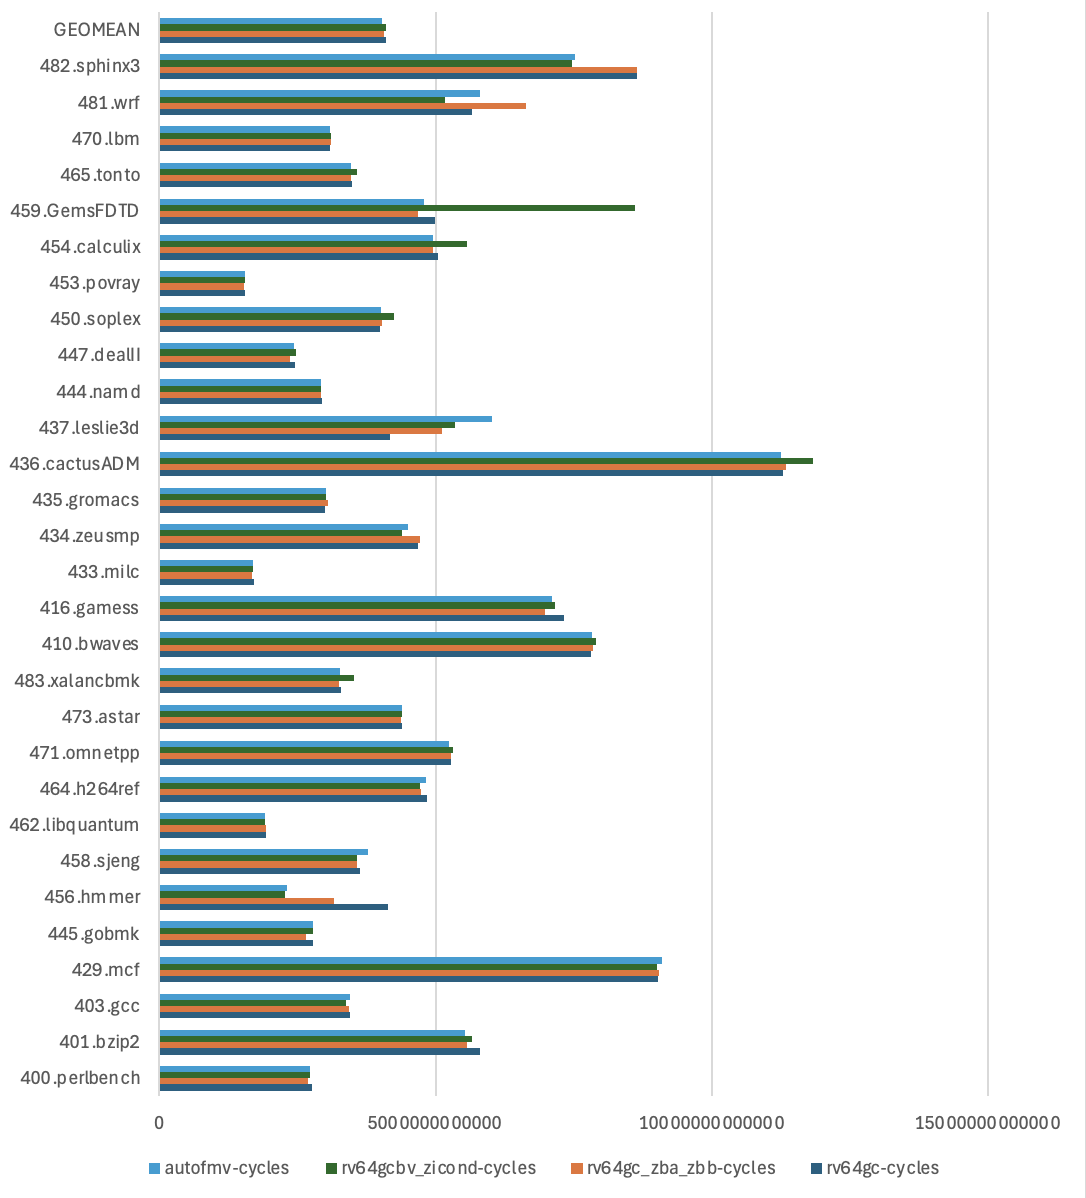 GEOMEAN
482.sphinx3
481.wrf
470.lbm
465.tonto
459.GemsFDTD
454.calculix
453.povray
450.soplex
447.dealII
444.namd
437.leslie3d
436.cactusADM
435.gromacs
434.zeusmp
433.milc
416.gamess
410.bwaves
483.xalancbmk
473.astar
471.omnetpp
464.h264ref
462.libquantum
458.sjeng
456.hmmer
445.gobmk
429.mcf
403.gcc
401.bzip2
400.perlbench
0 5000000000000 10000000000000 15000000000000
autofmv-cycles rv64gcbv_zicond-cycles rv64gc_zba_zbb-cycles rv64gc-cycles